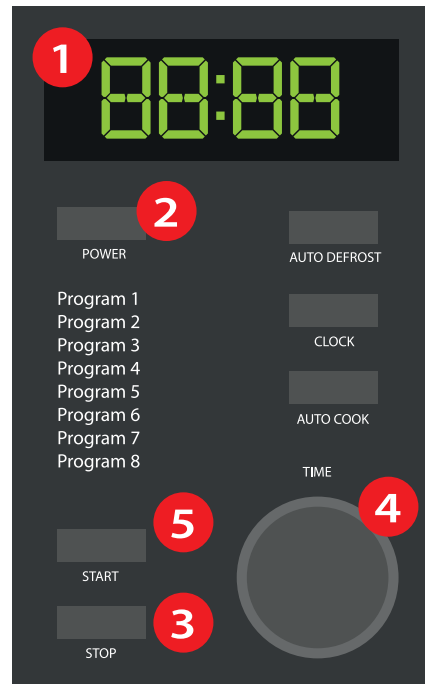 1
88:88
2
POWER
AUTO DEFROST
Program 1
Program 2
Program 3
Program 4
Program 5
Program 6
Program 7
Program 8
CLOCK
AUTO COOK
TIME
4
5
START
3
STOP